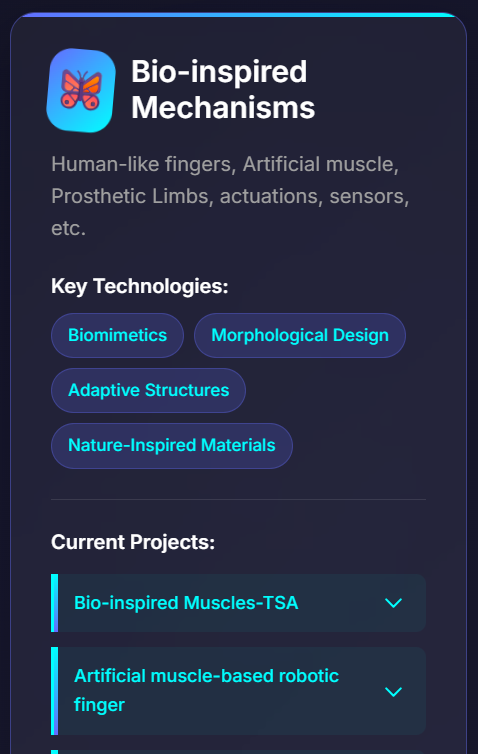 Bio-inspired
Mechanisms
Human-like fingers, Artificial muscle,
Prosthetic Limbs, actuations, sensors,
etc.
Key Technologies:
Biomimetics
Morphological Design
Adaptive Structures
Nature-Inspired Materials
Current Projects:
Bio-inspired Muscles-TSA
Artificial muscle-based robotic
finger